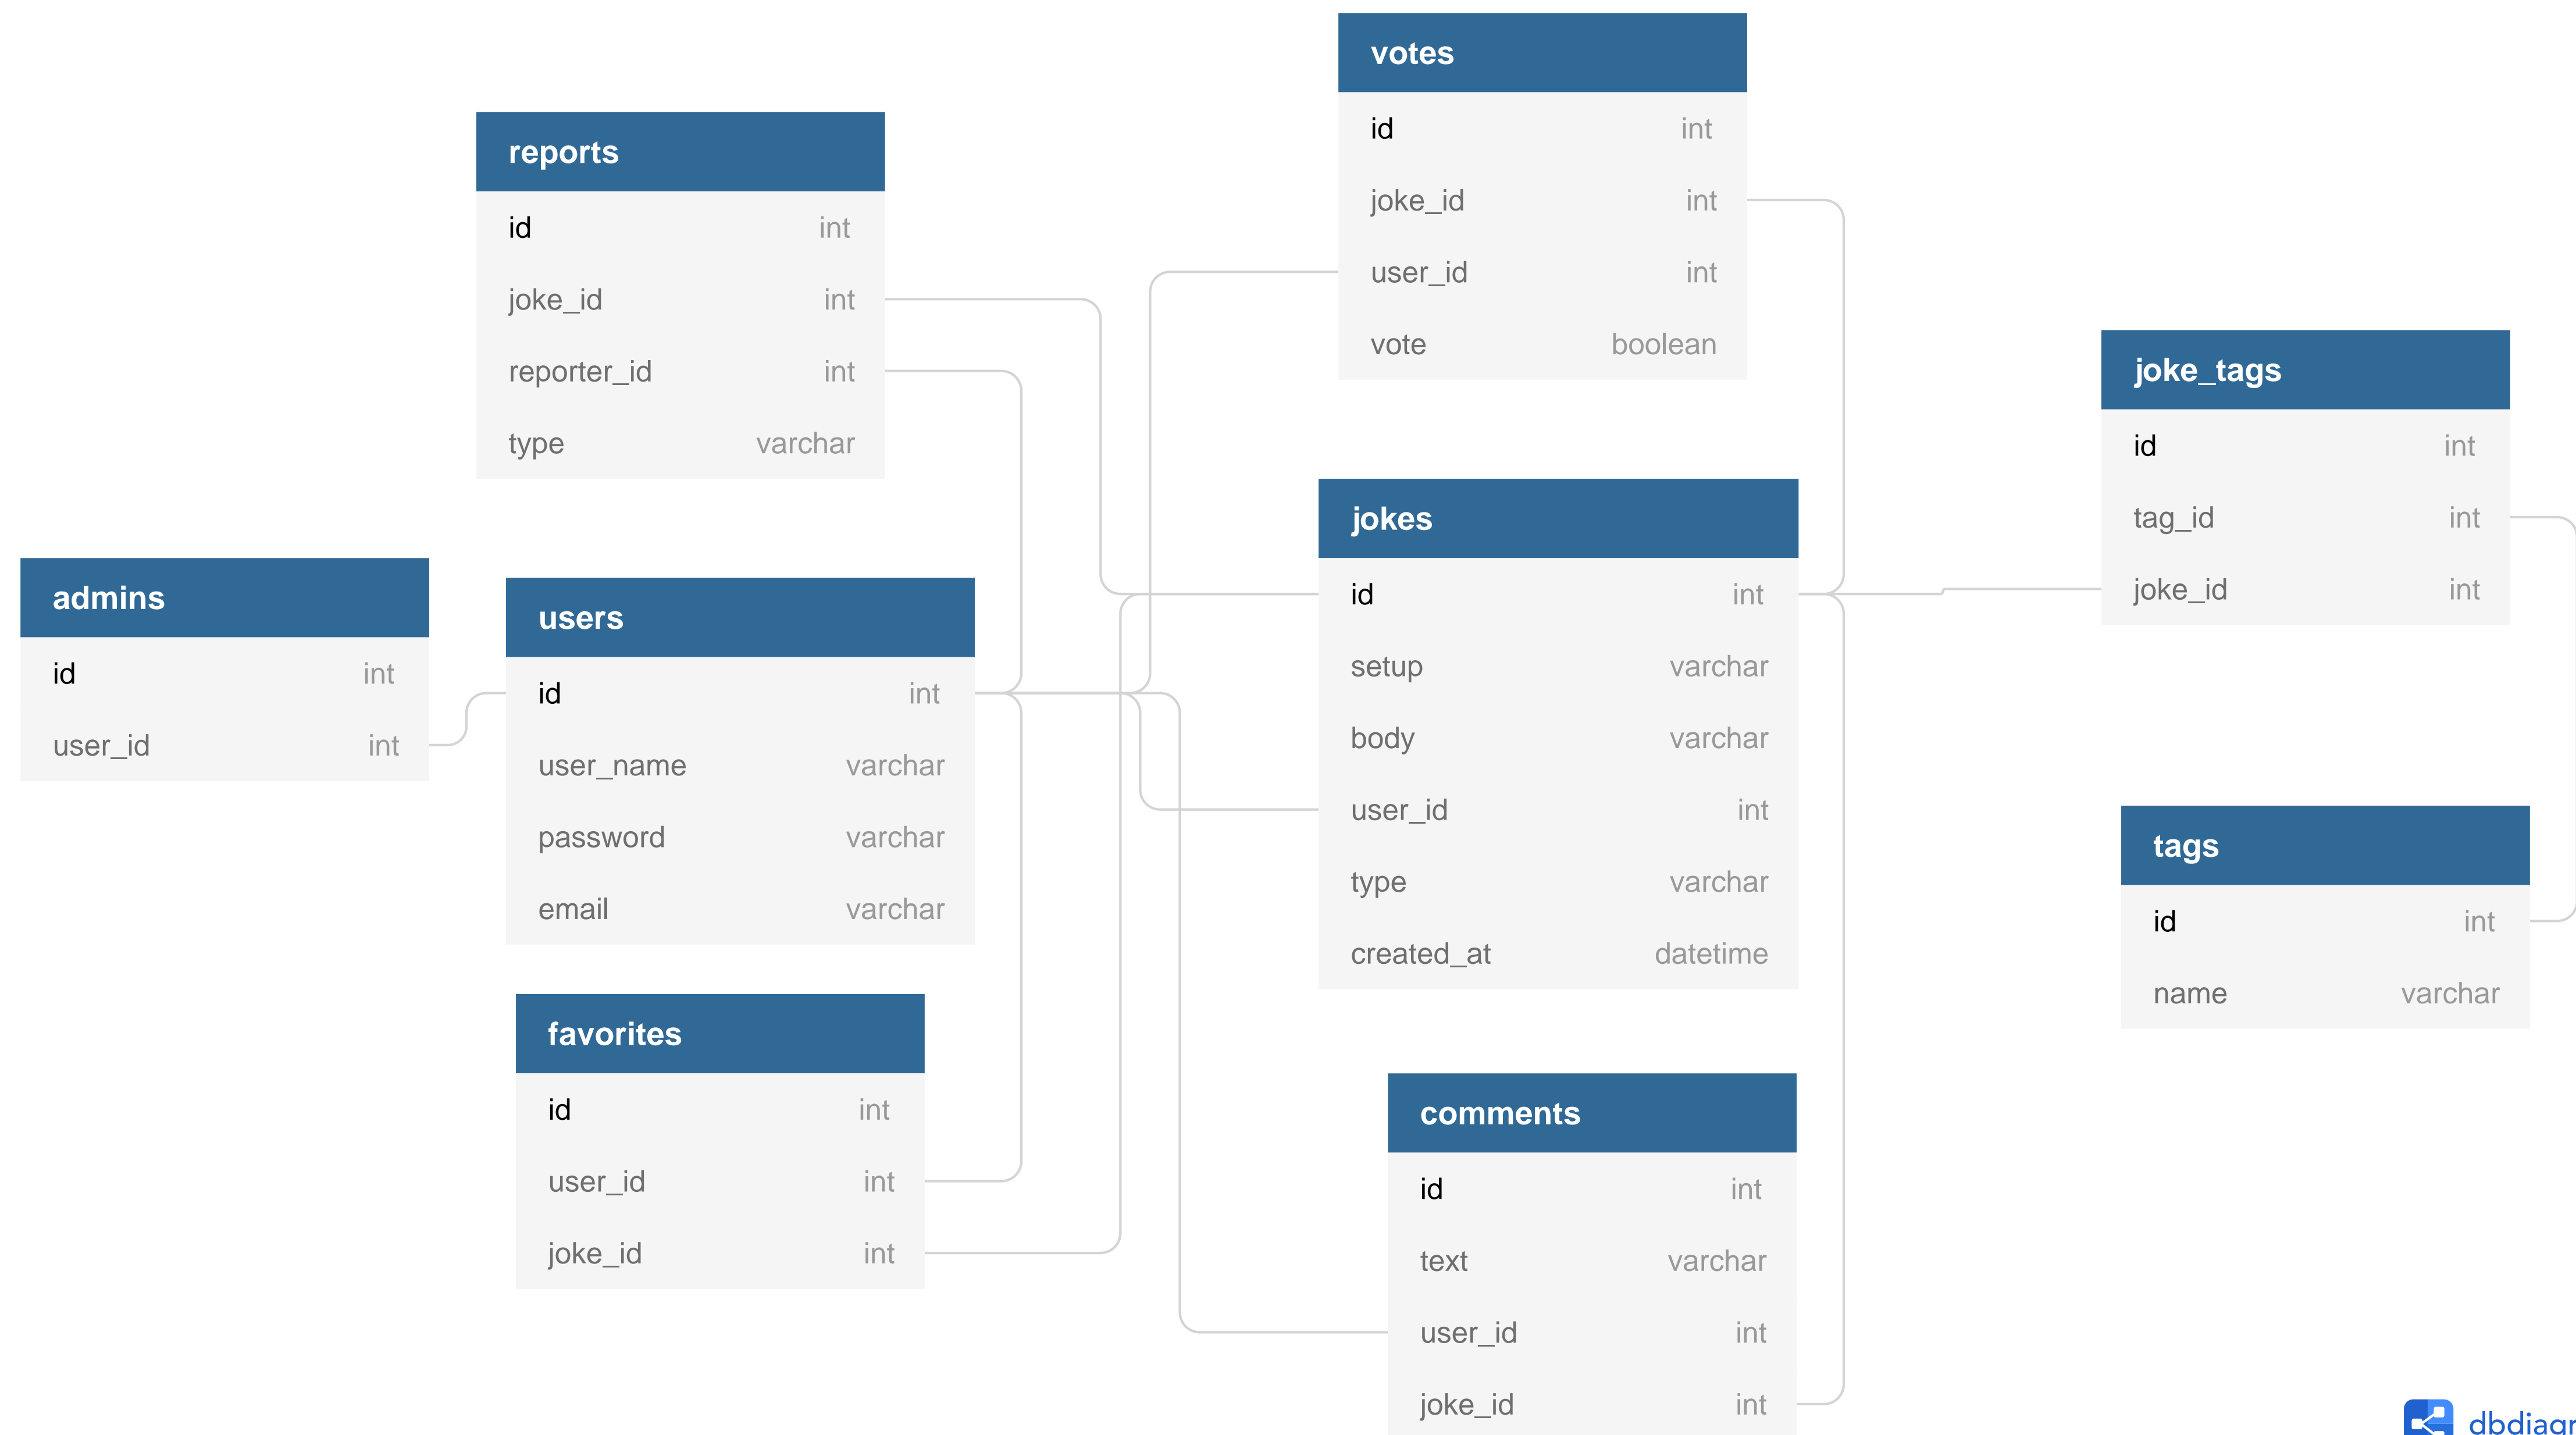 votes
id int
joke_id int
user_id int
vote boolean
reports
id int
joke_id int
reporter_id int
type varchar
joke_tags
id int
tag_id int
joke_id int
jokes
id int
setup varchar
body varchar
user_id int
type varchar
created_at datetime
admins
id int
user_id int
users
id int
user_name varchar
password varchar
email varchar
tags
id int
name varchar
favorites
id int
user_id int
joke_id int
comments
id int
text varchar
user_id int
joke_id int